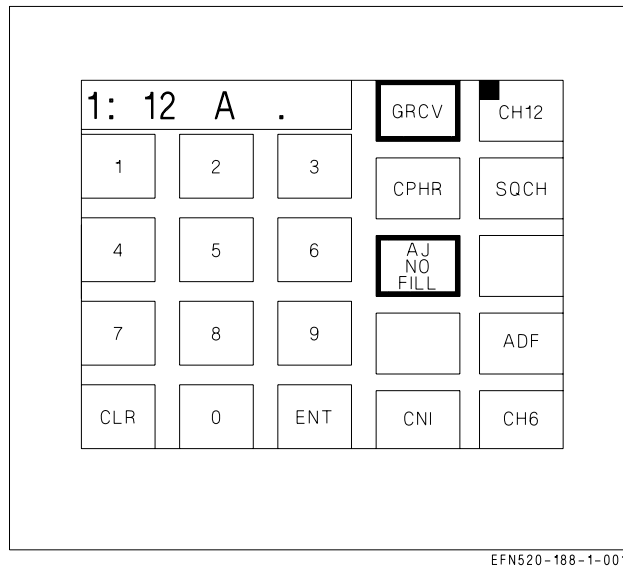 1: 12 A .
GRCV
CH12
1
2
3
CPHR
SQCH
4
5
6
AJ
NO
FILL
7
8
9
ADF
CLR
0
ENT
CNI
CH6
EFN520-188-1-001